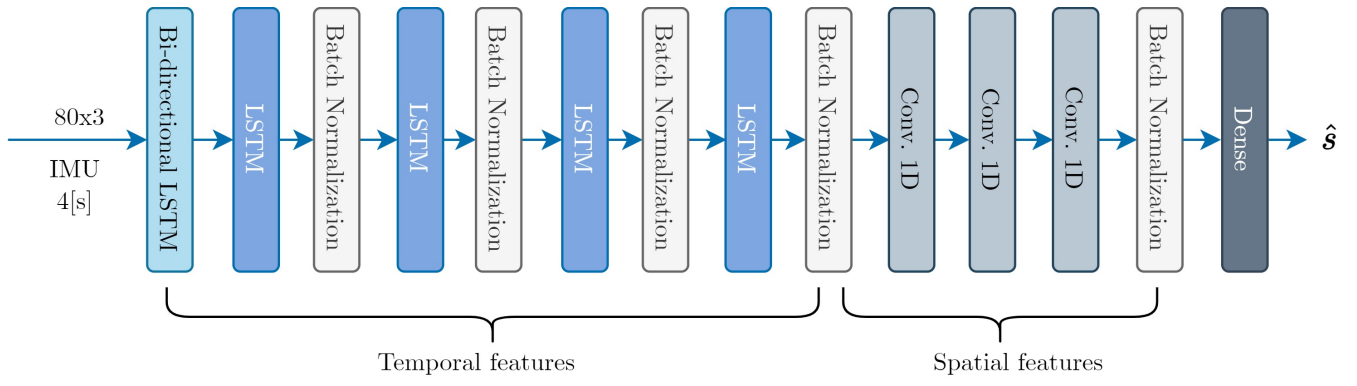 80x3
IMU
4[s]
Bi-directional LSTM
LSTM
Batch Normalization
LSTM
Batch Normalization
LSTM
Batch Normalization
LSTM
Batch Normalization
Conv. 1D
Conv. 1D
Conv. 1D
Batch Normalization
Dense
ŝ
Temporal features
Spatial features